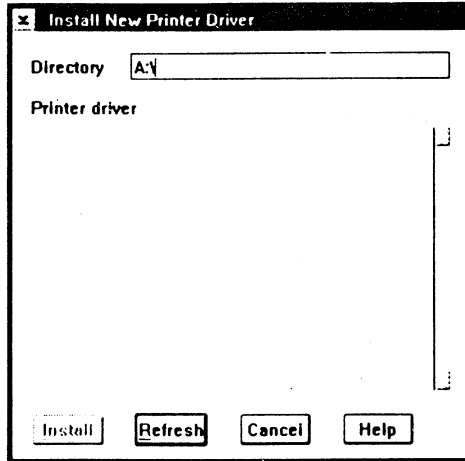 Install New Printer Driver
Directory A:\
Printer driver
Install Refresh Cancel Help